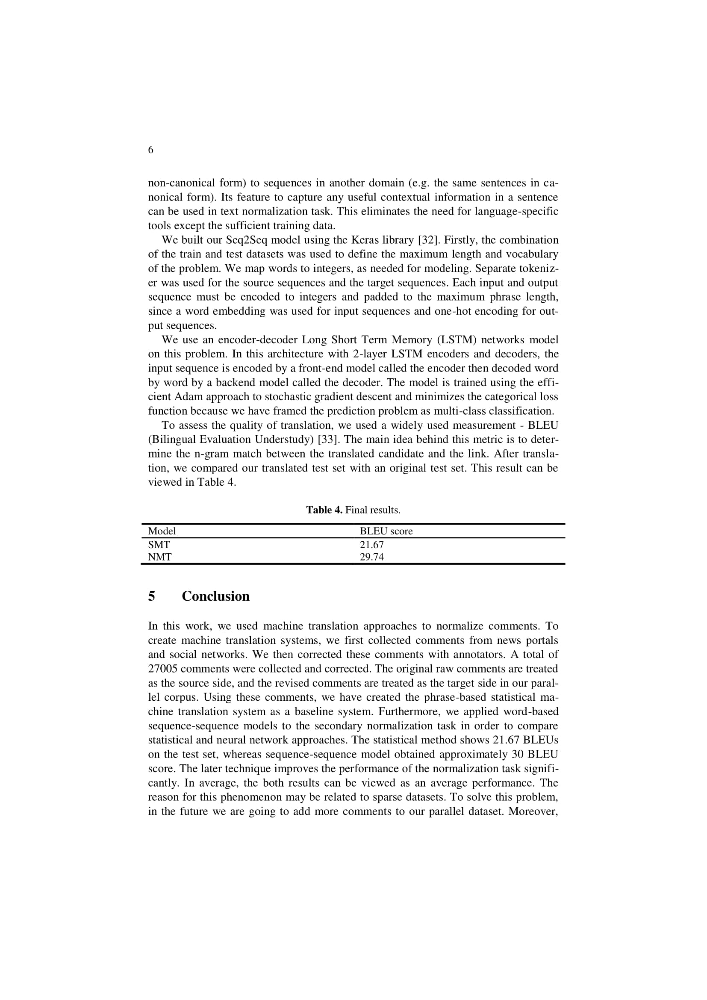 6
non-canonical form) to sequences in another domain (e.g. the same sentences in ca-
nonical form). Its feature to capture any useful contextual information in a sentence
can be used in text normalization task. This eliminates the need for language-specific
tools except the sufficient training data.
We built our Seq2Seq model using the Keras library [32]. Firstly, the combination
of the train and test datasets was used to define the maximum length and vocabulary
of the problem. We map words to integers, as needed for modeling. Separate tokeniz-
er was used for the source sequences and the target sequences. Each input and output
sequence must be encoded to integers and padded to the maximum phrase length,
since a word embedding was used for input sequences and one-hot encoding for out-
put sequences.
We use an encoder-decoder Long Short Term Memory (LSTM) networks model
on this problem. In this architecture with 2-layer LSTM encoders and decoders, the
input sequence is encoded by a front-end model called the encoder then decoded word
by word by a backend model called the decoder. The model is trained using the effi-
cient Adam approach to stochastic gradient descent and minimizes the categorical loss
function because we have framed the prediction problem as multi-class classification.
To assess the quality of translation, we used a widely used measurement - BLEU
(Bilingual Evaluation Understudy) [33]. The main idea behind this metric is to deter-
mine the n-gram match between the translated candidate and the link. After transla-
tion, we compared our translated test set with an original test set. This result can be
viewed in Table 4.
Table 4. Final results.
Model BLEU score
SMT 21.67
NMT 29.74
5 Conclusion
In this work, we used machine translation approaches to normalize comments. To
create machine translation systems, we first collected comments from news portals
and social networks. We then corrected these comments with annotators. A total of
27005 comments were collected and corrected. The original raw comments are treated
as the source side, and the revised comments are treated as the target side in our paral-
lel corpus. Using these comments, we have created the phrase-based statistical ma-
chine translation system as a baseline system. Furthermore, we applied word-based
sequence-sequence models to the secondary normalization task in order to compare
statistical and neural network approaches. The statistical method shows 21.67 BLEUs
on the test set, whereas sequence-sequence model obtained approximately 30 BLEU
score. The later technique improves the performance of the normalization task signifi-
cantly. In average, the both results can be viewed as an average performance. The
reason for this phenomenon may be related to sparse datasets. To solve this problem,
in the future we are going to add more comments to our parallel dataset. Moreover,